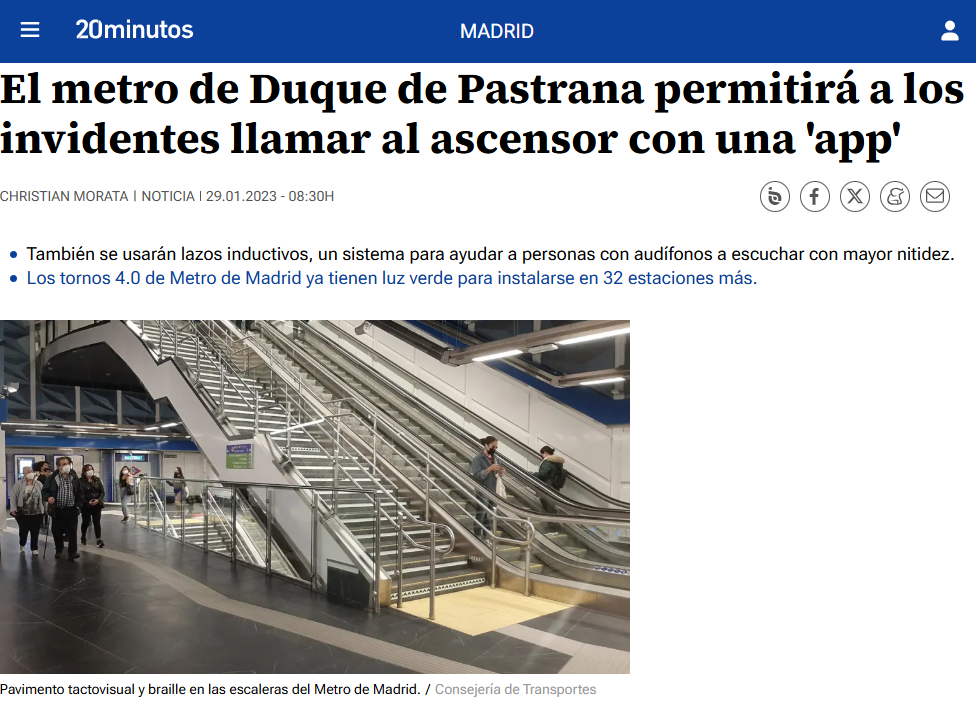 20minutos
MADRID
El metro de Duque de Pastrana permitirá a los
invidentes llamar al ascensor con una 'app'
CHRISTIAN MORATA | NOTICIA | 29.01.2023 - 08:30H
También se usarán lazos inductivos, un sistema para ayudar a personas con audífonos a escuchar con mayor nitidez.
Los tornos 4.0 de Metro de Madrid ya tienen luz verde para instalarse en 32 estaciones más.
Pavimento tactovisual y braille en las escaleras del Metro de Madrid. / Consejería de Transportes